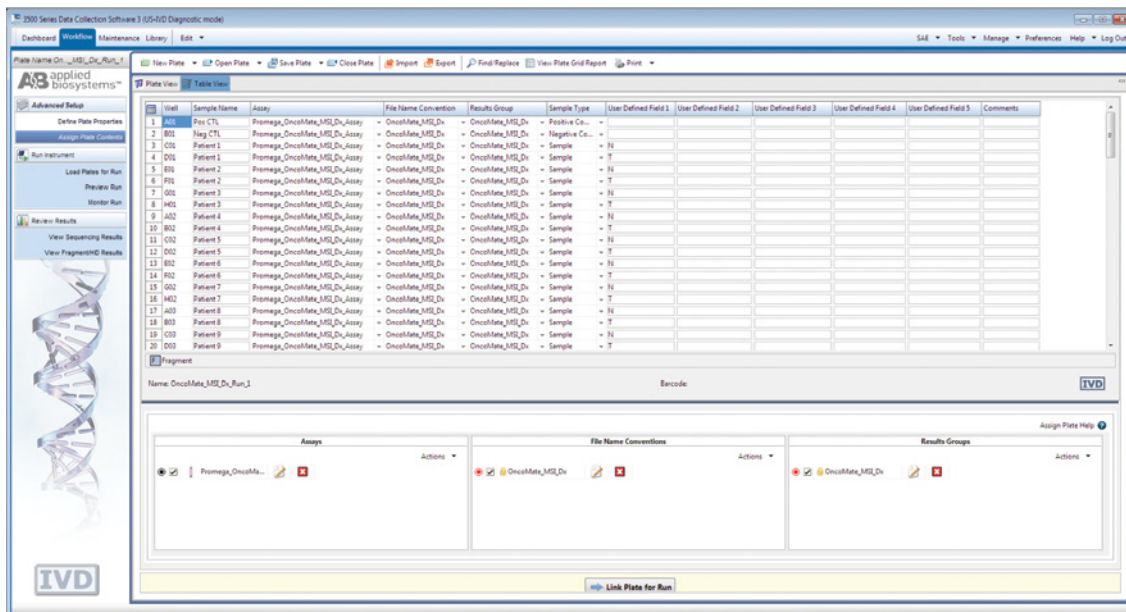 3500 Series Data Collection Software 3 (US-IVD Diagnostic mode)
Dashboard Workflow Maintenance Library Edit SAE Tools Manage Preferences Help Log Out
Plate Name On..._MSI_Dx_Run_1
New Plate Open Plate Save Plate Close Plate Import Export Find/Replace View Plate Grid Report Print
AB applied biosystems™
Plate View Table View
Advanced Setup
Define Plate Properties
Assign Plate Contents
Run Instrument
Load Plates for Run
Preview Run
Monitor Run
Review Results
View Sequencing Results
View Fragment/HID Results
IVD
Well Sample Name Assay File Name Convention Results Group Sample Type User Defined Field 1 User Defined Field 2 User Defined Field 3 User Defined Field 4 User Defined Field 5 Comments
1 A01 Pos CTL Promega_OncoMate_MSI_Dx_Assay OncoMate_MSI_Dx OncoMate_MSI_Dx Positive Co...
2 B01 Neg CTL Promega_OncoMate_MSI_Dx_Assay OncoMate_MSI_Dx OncoMate_MSI_Dx Negative Co...
3 C01 Patient 1 Promega_OncoMate_MSI_Dx_Assay OncoMate_MSI_Dx OncoMate_MSI_Dx Sample N
4 D01 Patient 1 Promega_OncoMate_MSI_Dx_Assay OncoMate_MSI_Dx OncoMate_MSI_Dx Sample T
5 E01 Patient 2 Promega_OncoMate_MSI_Dx_Assay OncoMate_MSI_Dx OncoMate_MSI_Dx Sample N
6 F01 Patient 2 Promega_OncoMate_MSI_Dx_Assay OncoMate_MSI_Dx OncoMate_MSI_Dx Sample T
7 G01 Patient 3 Promega_OncoMate_MSI_Dx_Assay OncoMate_MSI_Dx OncoMate_MSI_Dx Sample N
8 H01 Patient 3 Promega_OncoMate_MSI_Dx_Assay OncoMate_MSI_Dx OncoMate_MSI_Dx Sample T
9 A02 Patient 4 Promega_OncoMate_MSI_Dx_Assay OncoMate_MSI_Dx OncoMate_MSI_Dx Sample N
10 B02 Patient 4 Promega_OncoMate_MSI_Dx_Assay OncoMate_MSI_Dx OncoMate_MSI_Dx Sample T
11 C02 Patient 5 Promega_OncoMate_MSI_Dx_Assay OncoMate_MSI_Dx OncoMate_MSI_Dx Sample N
12 D02 Patient 5 Promega_OncoMate_MSI_Dx_Assay OncoMate_MSI_Dx OncoMate_MSI_Dx Sample T
13 E02 Patient 6 Promega_OncoMate_MSI_Dx_Assay OncoMate_MSI_Dx OncoMate_MSI_Dx Sample N
14 F02 Patient 6 Promega_OncoMate_MSI_Dx_Assay OncoMate_MSI_Dx OncoMate_MSI_Dx Sample T
15 G02 Patient 7 Promega_OncoMate_MSI_Dx_Assay OncoMate_MSI_Dx OncoMate_MSI_Dx Sample N
16 H02 Patient 7 Promega_OncoMate_MSI_Dx_Assay OncoMate_MSI_Dx OncoMate_MSI_Dx Sample T
17 A03 Patient 8 Promega_OncoMate_MSI_Dx_Assay OncoMate_MSI_Dx OncoMate_MSI_Dx Sample N
18 B03 Patient 8 Promega_OncoMate_MSI_Dx_Assay OncoMate_MSI_Dx OncoMate_MSI_Dx Sample T
19 C03 Patient 9 Promega_OncoMate_MSI_Dx_Assay OncoMate_MSI_Dx OncoMate_MSI_Dx Sample N
20 D03 Patient 9 Promega_OncoMate_MSI_Dx_Assay OncoMate_MSI_Dx OncoMate_MSI_Dx Sample T
F Fragment
Name: OncoMate_MSI_Dx_Run_1 Barcode: IVD
Assign Plate Help
Assays File Name Conventions Results Groups
Actions Actions Actions
Promega_OncoMa... OncoMate_MSI_Dx OncoMate_MSI_Dx
Link Plate for Run